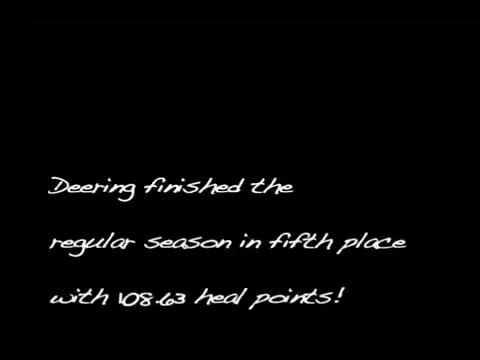 Deering finished the
regular season in fifth place
with 108.63 heal points!